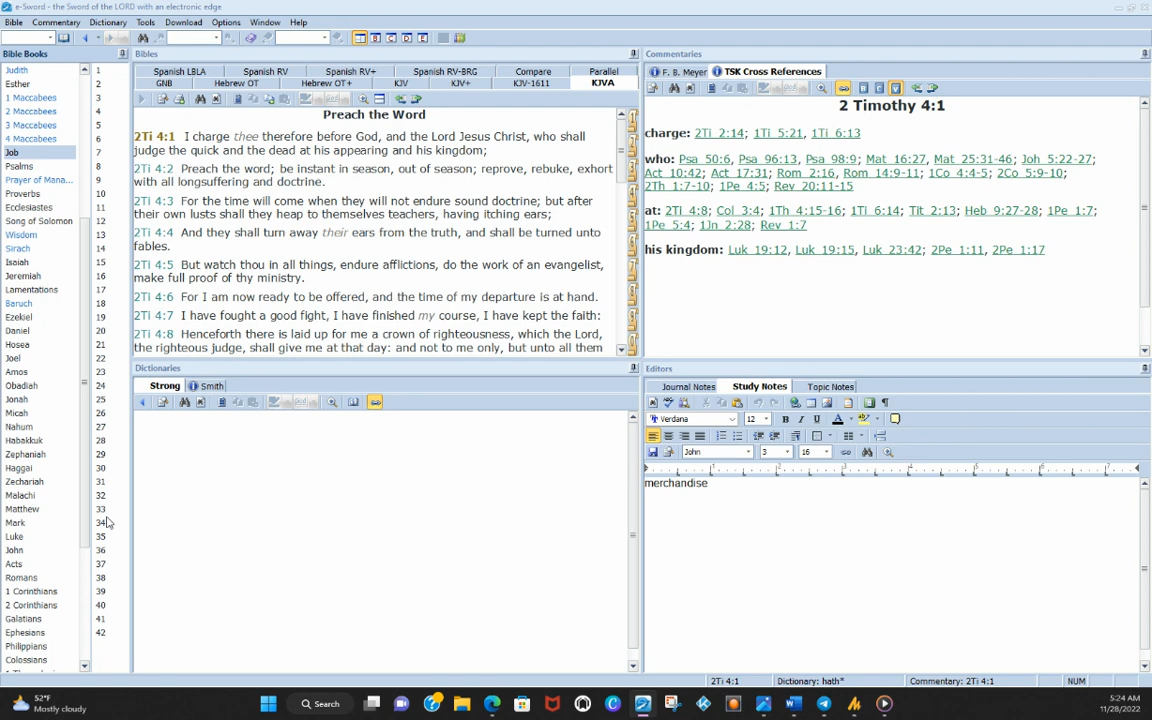 e-Sword - the Sword of the LORD with an electronic edge
Bible Commentary Dictionary Tools Download Options Window Help
Bible Books
Judith
Esther
1 Maccabees
2 Maccabees
3 Maccabees
4 Maccabees
Job
Psalms
Prayer of Mana...
Proverbs
Ecclesiastes
Song of Solomon
Wisdom
Sirach
Isaiah
Jeremiah
Lamentations
Baruch
Ezekiel
Daniel
Hosea
Joel
Amos
Obadiah
Jonah
Micah
Nahum
Habakkuk
Zephaniah
Haggai
Zechariah
Malachi
Matthew
Mark
Luke
John
Acts
Romans
1 Corinthians
2 Corinthians
Galatians
Ephesians
Philippians
Colossians
1
2
3
4
5
6
7
8
9
10
11
12
13
14
15
16
17
18
19
20
21
22
23
24
25
26
27
28
29
30
31
32
33
34
35
36
37
38
39
40
41
42
Bibles
Spanish LBLA Spanish RV Spanish RV+ Spanish RV-BRG Compare Parallel
GNB Hebrew OT Hebrew OT+ KJV KJV+ KJV-1611 KJVA
Preach the Word
2Ti 4:1 I charge thee therefore before God, and the Lord Jesus Christ, who shall
judge the quick and the dead at his appearing and his kingdom;
2Ti 4:2 Preach the word; be instant in season, out of season; reprove, rebuke, exhort
with all longsuffering and doctrine.
2Ti 4:3 For the time will come when they will not endure sound doctrine; but after
their own lusts shall they heap to themselves teachers, having itching ears;
2Ti 4:4 And they shall turn away their ears from the truth, and shall be turned unto
fables.
2Ti 4:5 But watch thou in all things, endure afflictions, do the work of an evangelist,
make full proof of thy ministry.
2Ti 4:6 For I am now ready to be offered, and the time of my departure is at hand.
2Ti 4:7 I have fought a good fight, I have finished my course, I have kept the faith:
2Ti 4:8 Henceforth there is laid up for me a crown of righteousness, which the Lord,
the righteous judge, shall give me at that day: and not to me only, but unto all them
Commentaries
F. B. Meyer TSK Cross References
2 Timothy 4:1
charge: 2Ti 2:14; 1Ti 5:21, 1Ti 6:13
who: Psa 50:6, Psa 96:13, Psa 98:9; Mat 16:27, Mat 25:31-46; Joh 5:22-27;
Act 10:42; Act 17:31; Rom 2:16, Rom 14:9-11; 1Co 4:4-5; 2Co 5:9-10;
2Th 1:7-10; 1Pe 4:5; Rev 20:11-15
at: 2Ti 4:8; Col 3:4; 1Th 4:15-16; 1Ti 6:14; Tit 2:13; Heb 9:27-28; 1Pe 1:7;
1Pe 5:4; 1Jn 2:28; Rev 1:7
his kingdom: Luk 19:12, Luk 19:15, Luk 23:42; 2Pe 1:11, 2Pe 1:17
Dictionaries
Strong Smith
Editors
Journal Notes Study Notes Topic Notes
Verdana 12 B I U A
John 3 16
1 2 3 4 5 6 7
merchandise
2Ti 4:1 Dictionary: hath* Commentary: 2Ti 4:1 NUM
52°F
Mostly cloudy
Search
5:24 AM
11/28/2022